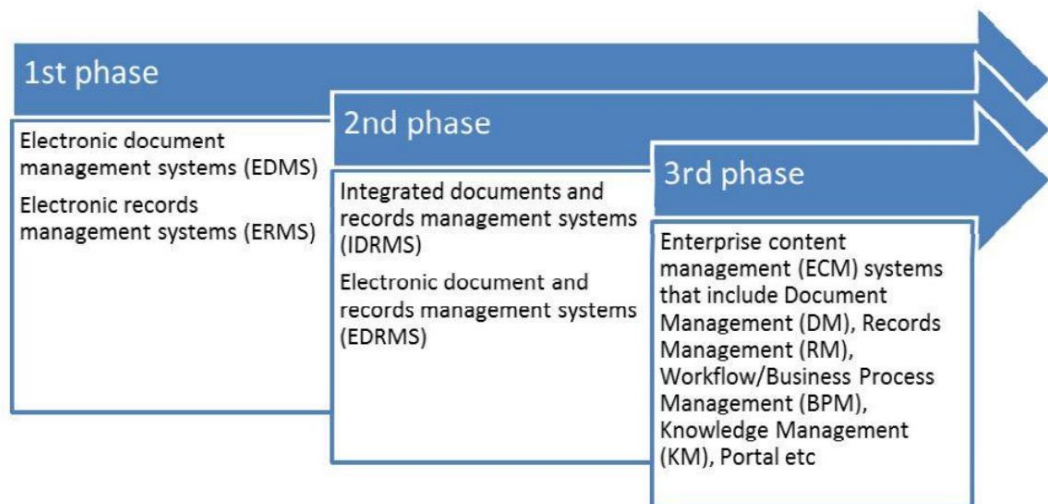 1st phase
Electronic document
management systems (EDMS)
Electronic records
management systems (ERMS)
2nd phase
Integrated documents and
records management systems
(IDRMS)
Electronic document and
records management systems
(EDRMS)
3rd phase
Enterprise content
management (ECM) systems
that include Document
Management (DM), Records
Management (RM),
Workflow/Business Process
Management (BPM),
Knowledge Management
(KM), Portal etc